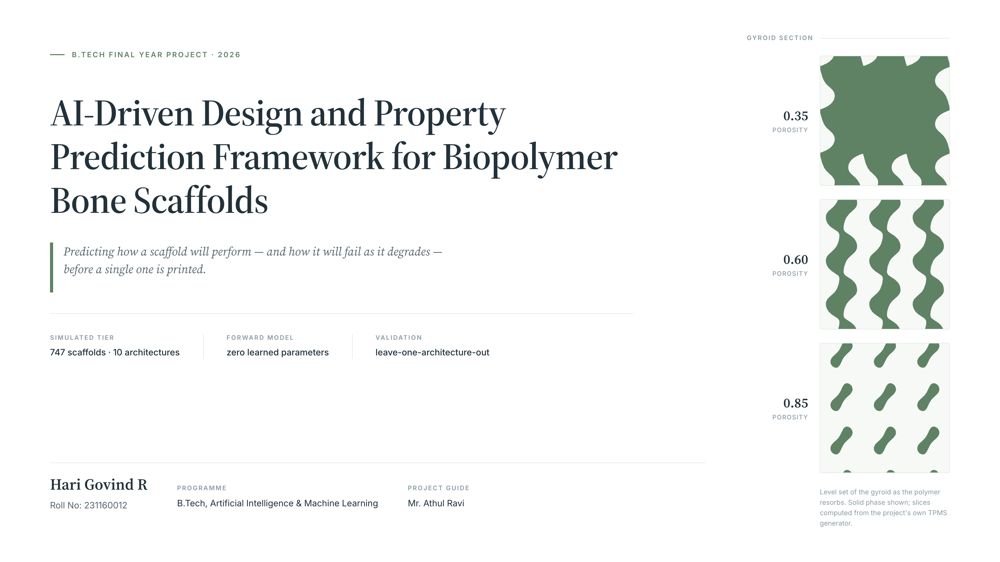 B.TECH FINAL YEAR PROJECT · 2026
AI-Driven Design and Property
Prediction Framework for Biopolymer
Bone Scaffolds
Predicting how a scaffold will perform — and how it will fail as it degrades —
before a single one is printed.
SIMULATED TIER
747 scaffolds · 10 architectures
FORWARD MODEL
zero learned parameters
VALIDATION
leave-one-architecture-out
Hari Govind R
Roll No: 231160012
PROGRAMME
B.Tech, Artificial Intelligence & Machine Learning
PROJECT GUIDE
Mr. Athul Ravi
GYROID SECTION
0.35
POROSITY
0.60
POROSITY
0.85
POROSITY
Level set of the gyroid as the polymer
resorbs. Solid phase shown; slices
computed from the project's own TPMS
generator.